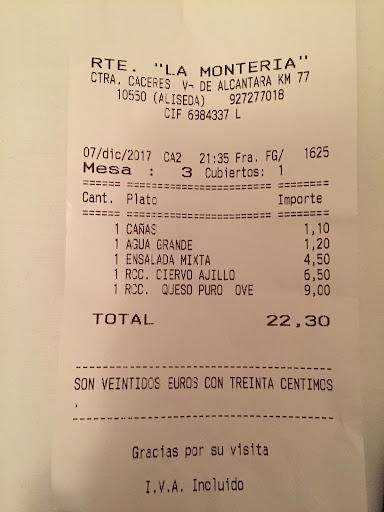 RTE. "LA MONTERIA"
CTRA. CACERES V- DE ALCANTARA KM 77
10550 (ALISEDA) 927277018
CIF 6984337 L
07/dic/2017 CA2 21:35 Fra. FG/ 1625
Mesa : 3 Cubiertos: 1
====== ======================== =======
Cant. Plato Importe
====== ======================== =======
1 CAÑAS 1,10
1 AGUA GRANDE 1,20
1 ENSALADA MIXTA 4,50
1 RCC. CIERVO AJILLO 6,50
1 RCC. QUESO PURO OVE 9,00
TOTAL 22,30
----------------------------------------
SON VEINTIDOS EUROS CON TREINTA CENTIMOS
.
----------------------------------------
Gracias por su visita
I.V.A. Incluido